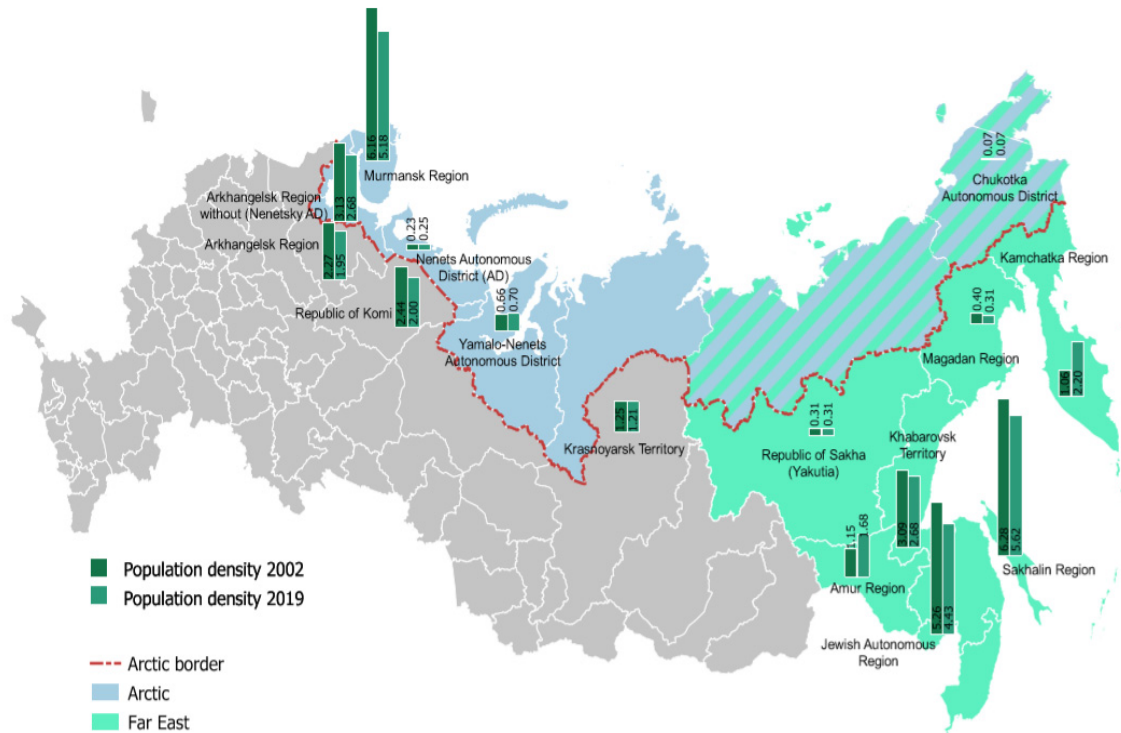 6.16
5.18
Murmansk Region
Arkhangelsk Region
without (Nenetsky AD)
3.13
2.68
Arkhangelsk Region
2.27
1.95
0.23
0.25
Nenets Autonomous
District (AD)
Republic of Komi
2.44
2.00
0.66
0.70
Yamalo-Nenets
Autonomous District
1.25
1.21
Krasnoyarsk Territory
0.07
0.07
Chukotka
Autonomous District
Kamchatka Region
1.06
2.20
0.40
0.31
Magadan Region
0.31
0.31
Republic of Sakha
(Yakutia)
Khabarovsk
Territory
3.09
2.68
1.15
1.68
Amur Region
5.26
4.43
Jewish Autonomous
Region
6.28
5.62
Sakhalin Region
Population density 2002
Population density 2019
Arctic border
Arctic
Far East